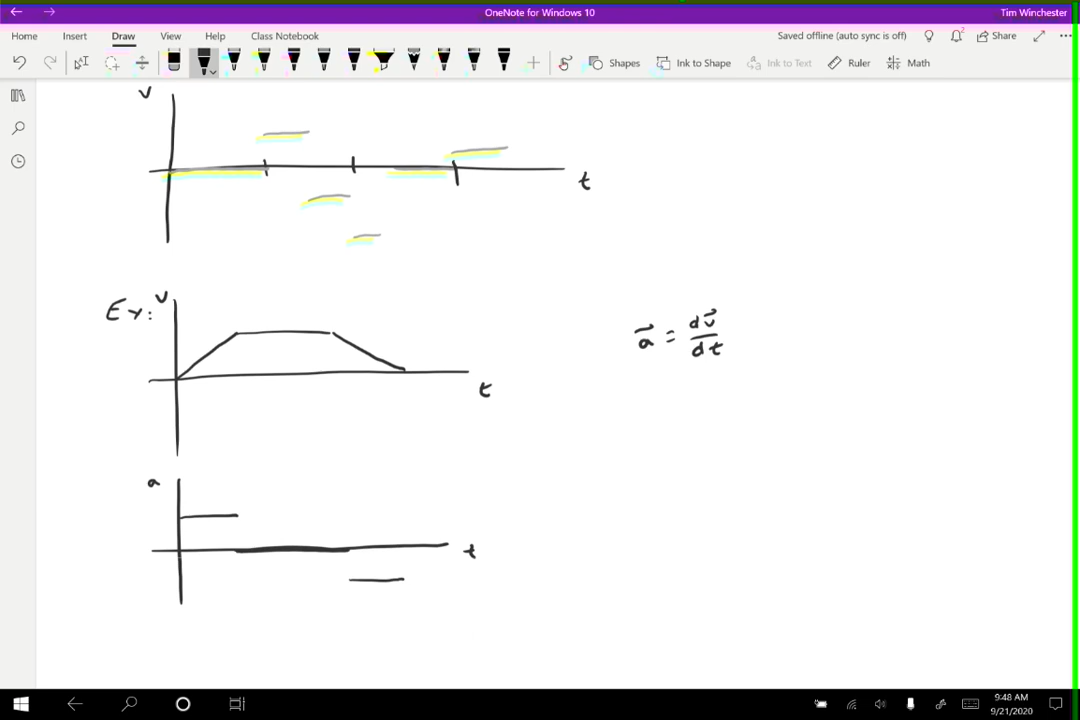 OneNote for Windows 10
Tim Winchester
Home Insert Draw View Help Class Notebook
Saved offline (auto sync is off)
Share
Shapes
Ink to Shape
Ink to Text
Ruler
Math
v
t
Ex:
v
t
a⃗ = dv⃗/dt
a
t
9:48 AM
9/21/2020